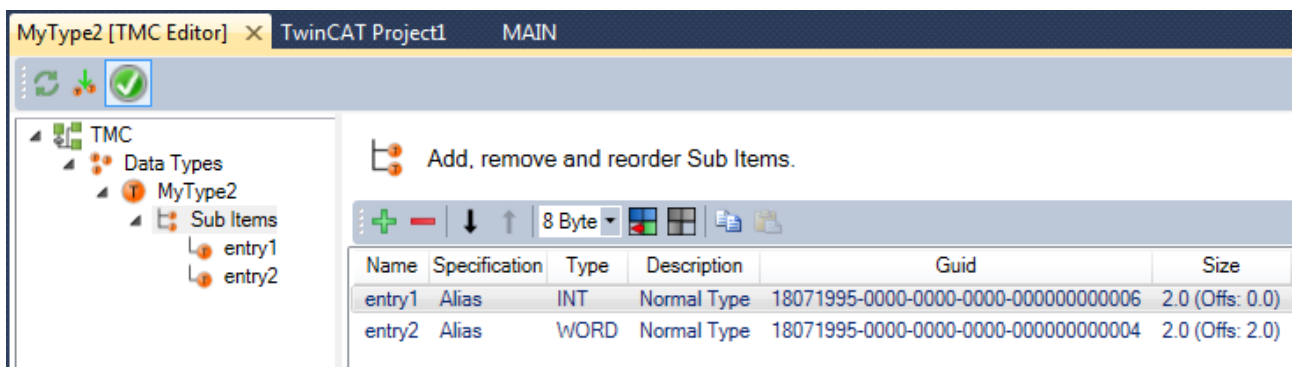 MyType2 [TMC Editor] TwinCAT Project1 MAIN
TMC
Data Types
MyType2
Sub Items
entry1
entry2
Add, remove and reorder Sub Items.
8 Byte
Name Specification Type Description Guid Size
entry1 Alias INT Normal Type 18071995-0000-0000-0000-000000000006 2.0 (Offs: 0.0)
entry2 Alias WORD Normal Type 18071995-0000-0000-0000-000000000004 2.0 (Offs: 2.0)